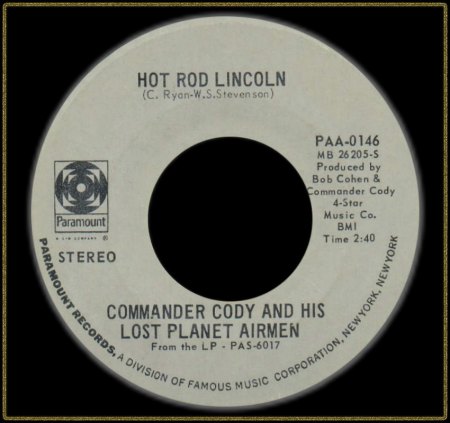 HOT ROD LINCOLN
(C. Ryan-W.S.Stevenson)
PAA-0146
MB 26205-S
Produced by
Bob Cohen &
Commander Cody
4-Star
Music Co.
BMI
Time 2:40
Paramount
A G+W COMPANY ®
STEREO
COMMANDER CODY AND HIS
LOST PLANET AIRMEN
From the LP - PAS-6017
PARAMOUNT RECORDS, A DIVISION OF FAMOUS MUSIC CORPORATION, NEW YORK, NEW YORK